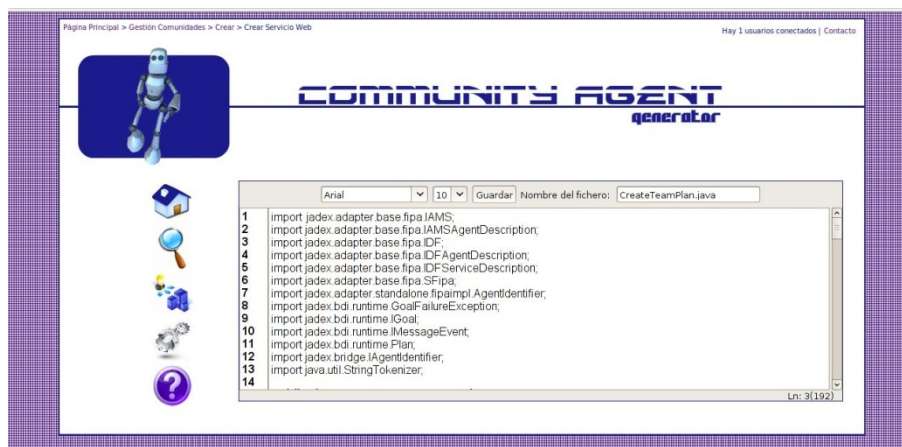 Página Principal > Gestión Comunidades > Crear > Crear Servicio Web
Hay 1 usuarios conectados | Contacto
COMMUNITY AGENT
generator
Arial 10 Guardar Nombre del fichero: CreateTeamPlan.java
1 import jadex.adapter.base.fipa.IAMS;
2 import jadex.adapter.base.fipa.IAMSAgentDescription;
3 import jadex.adapter.base.fipa.IDF;
4 import jadex.adapter.base.fipa.IDFAgentDescription;
5 import jadex.adapter.base.fipa.IDFServiceDescription;
6 import jadex.adapter.base.fipa.SFipa;
7 import jadex.adapter.standalone.fipaimpl.AgentIdentifier;
8 import jadex.bdi.runtime.GoalFailureException;
9 import jadex.bdi.runtime.IGoal;
10 import jadex.bdi.runtime.IMessageEvent;
11 import jadex.bdi.runtime.Plan;
12 import jadex.bridge.IAgentIdentifier;
13 import java.util.StringTokenizer;
14
Ln: 3(192)